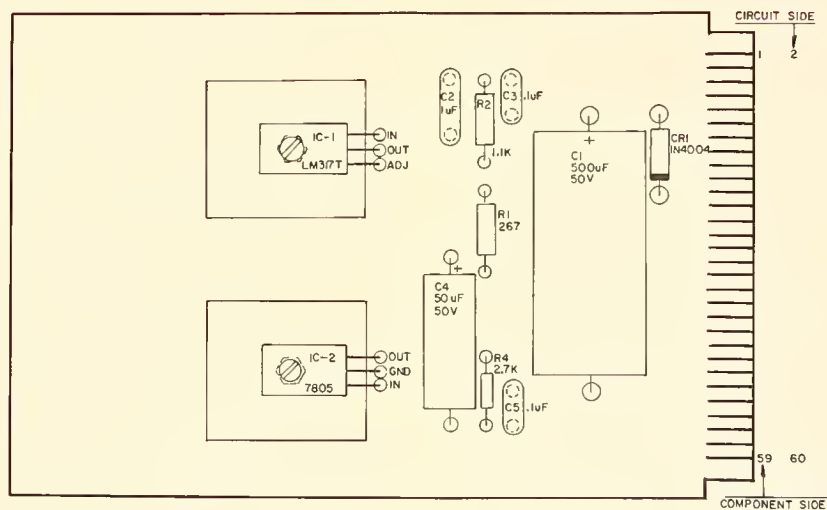 CIRCUIT SIDE
1 2
IC-1
LM317T
IN
OUT
ADJ
C2
.1uF
R2
1.1K
C3 .1uF
C1
500uF
50V
+
CR1
1N4004
R1
267
+
C4
50uF
50V
IC-2
7805
OUT
GND
IN
R4
2.7K
C5 .1uF
59 60
COMPONENT SIDE